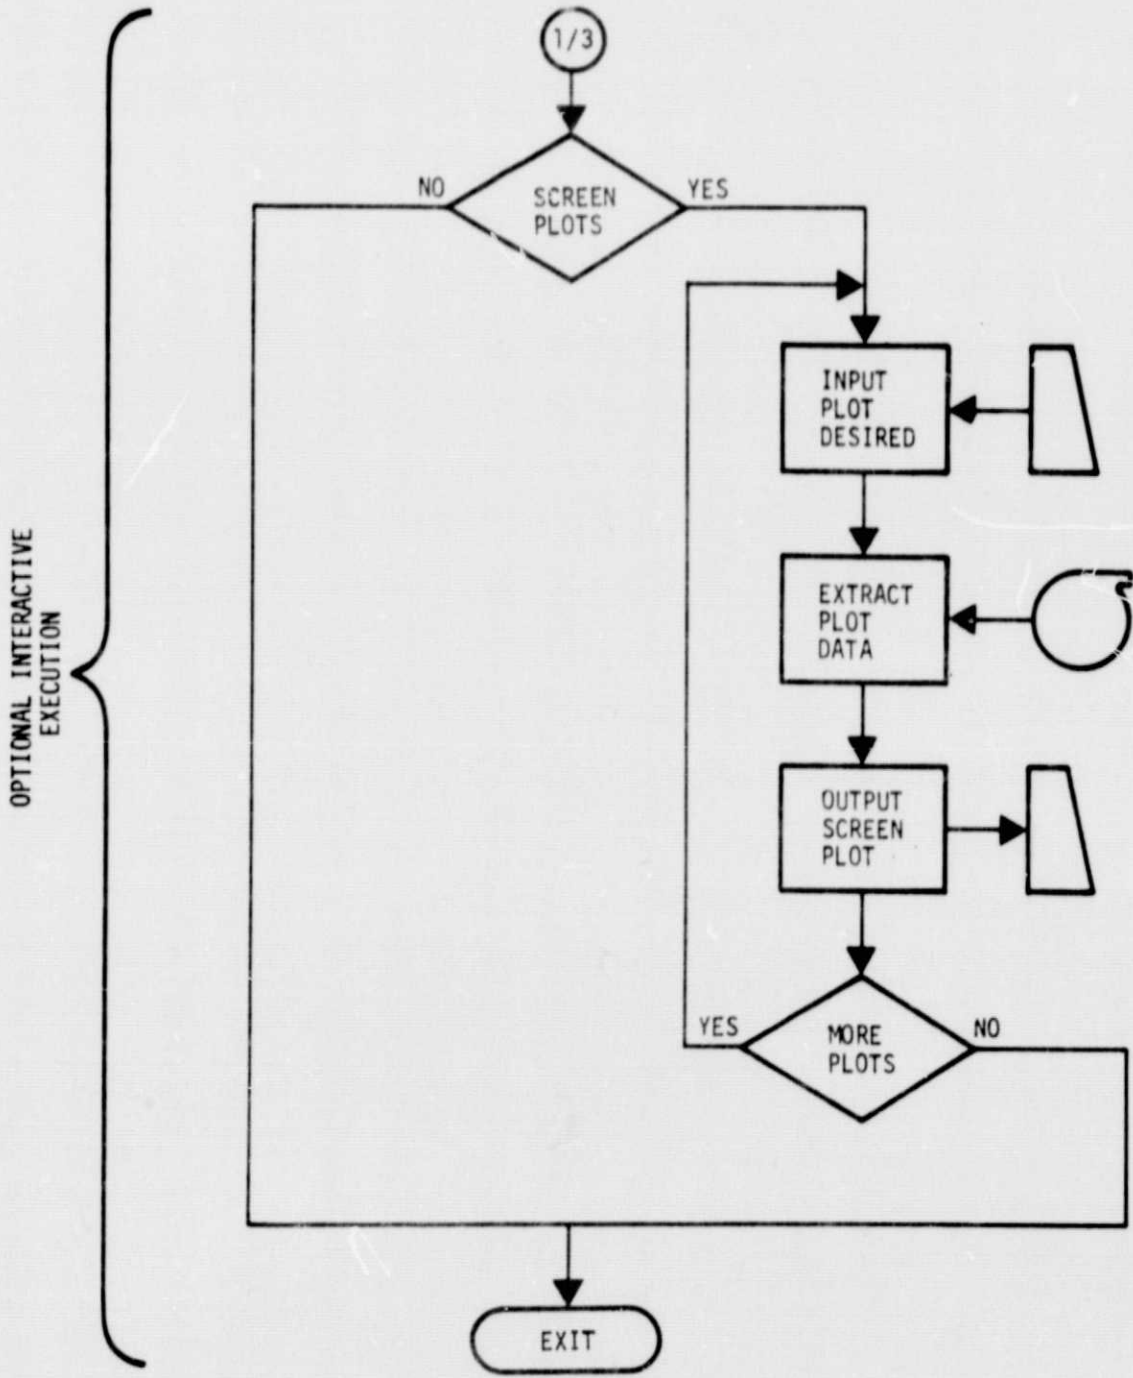 1/3
NO
YES
SCREEN
PLOTS
INPUT
PLOT
DESIRED
EXTRACT
PLOT
DATA
OPTIONAL INTERACTIVE
EXECUTION
OUTPUT
SCREEN
PLOT
YES
NO
MORE
PLOTS
EXIT